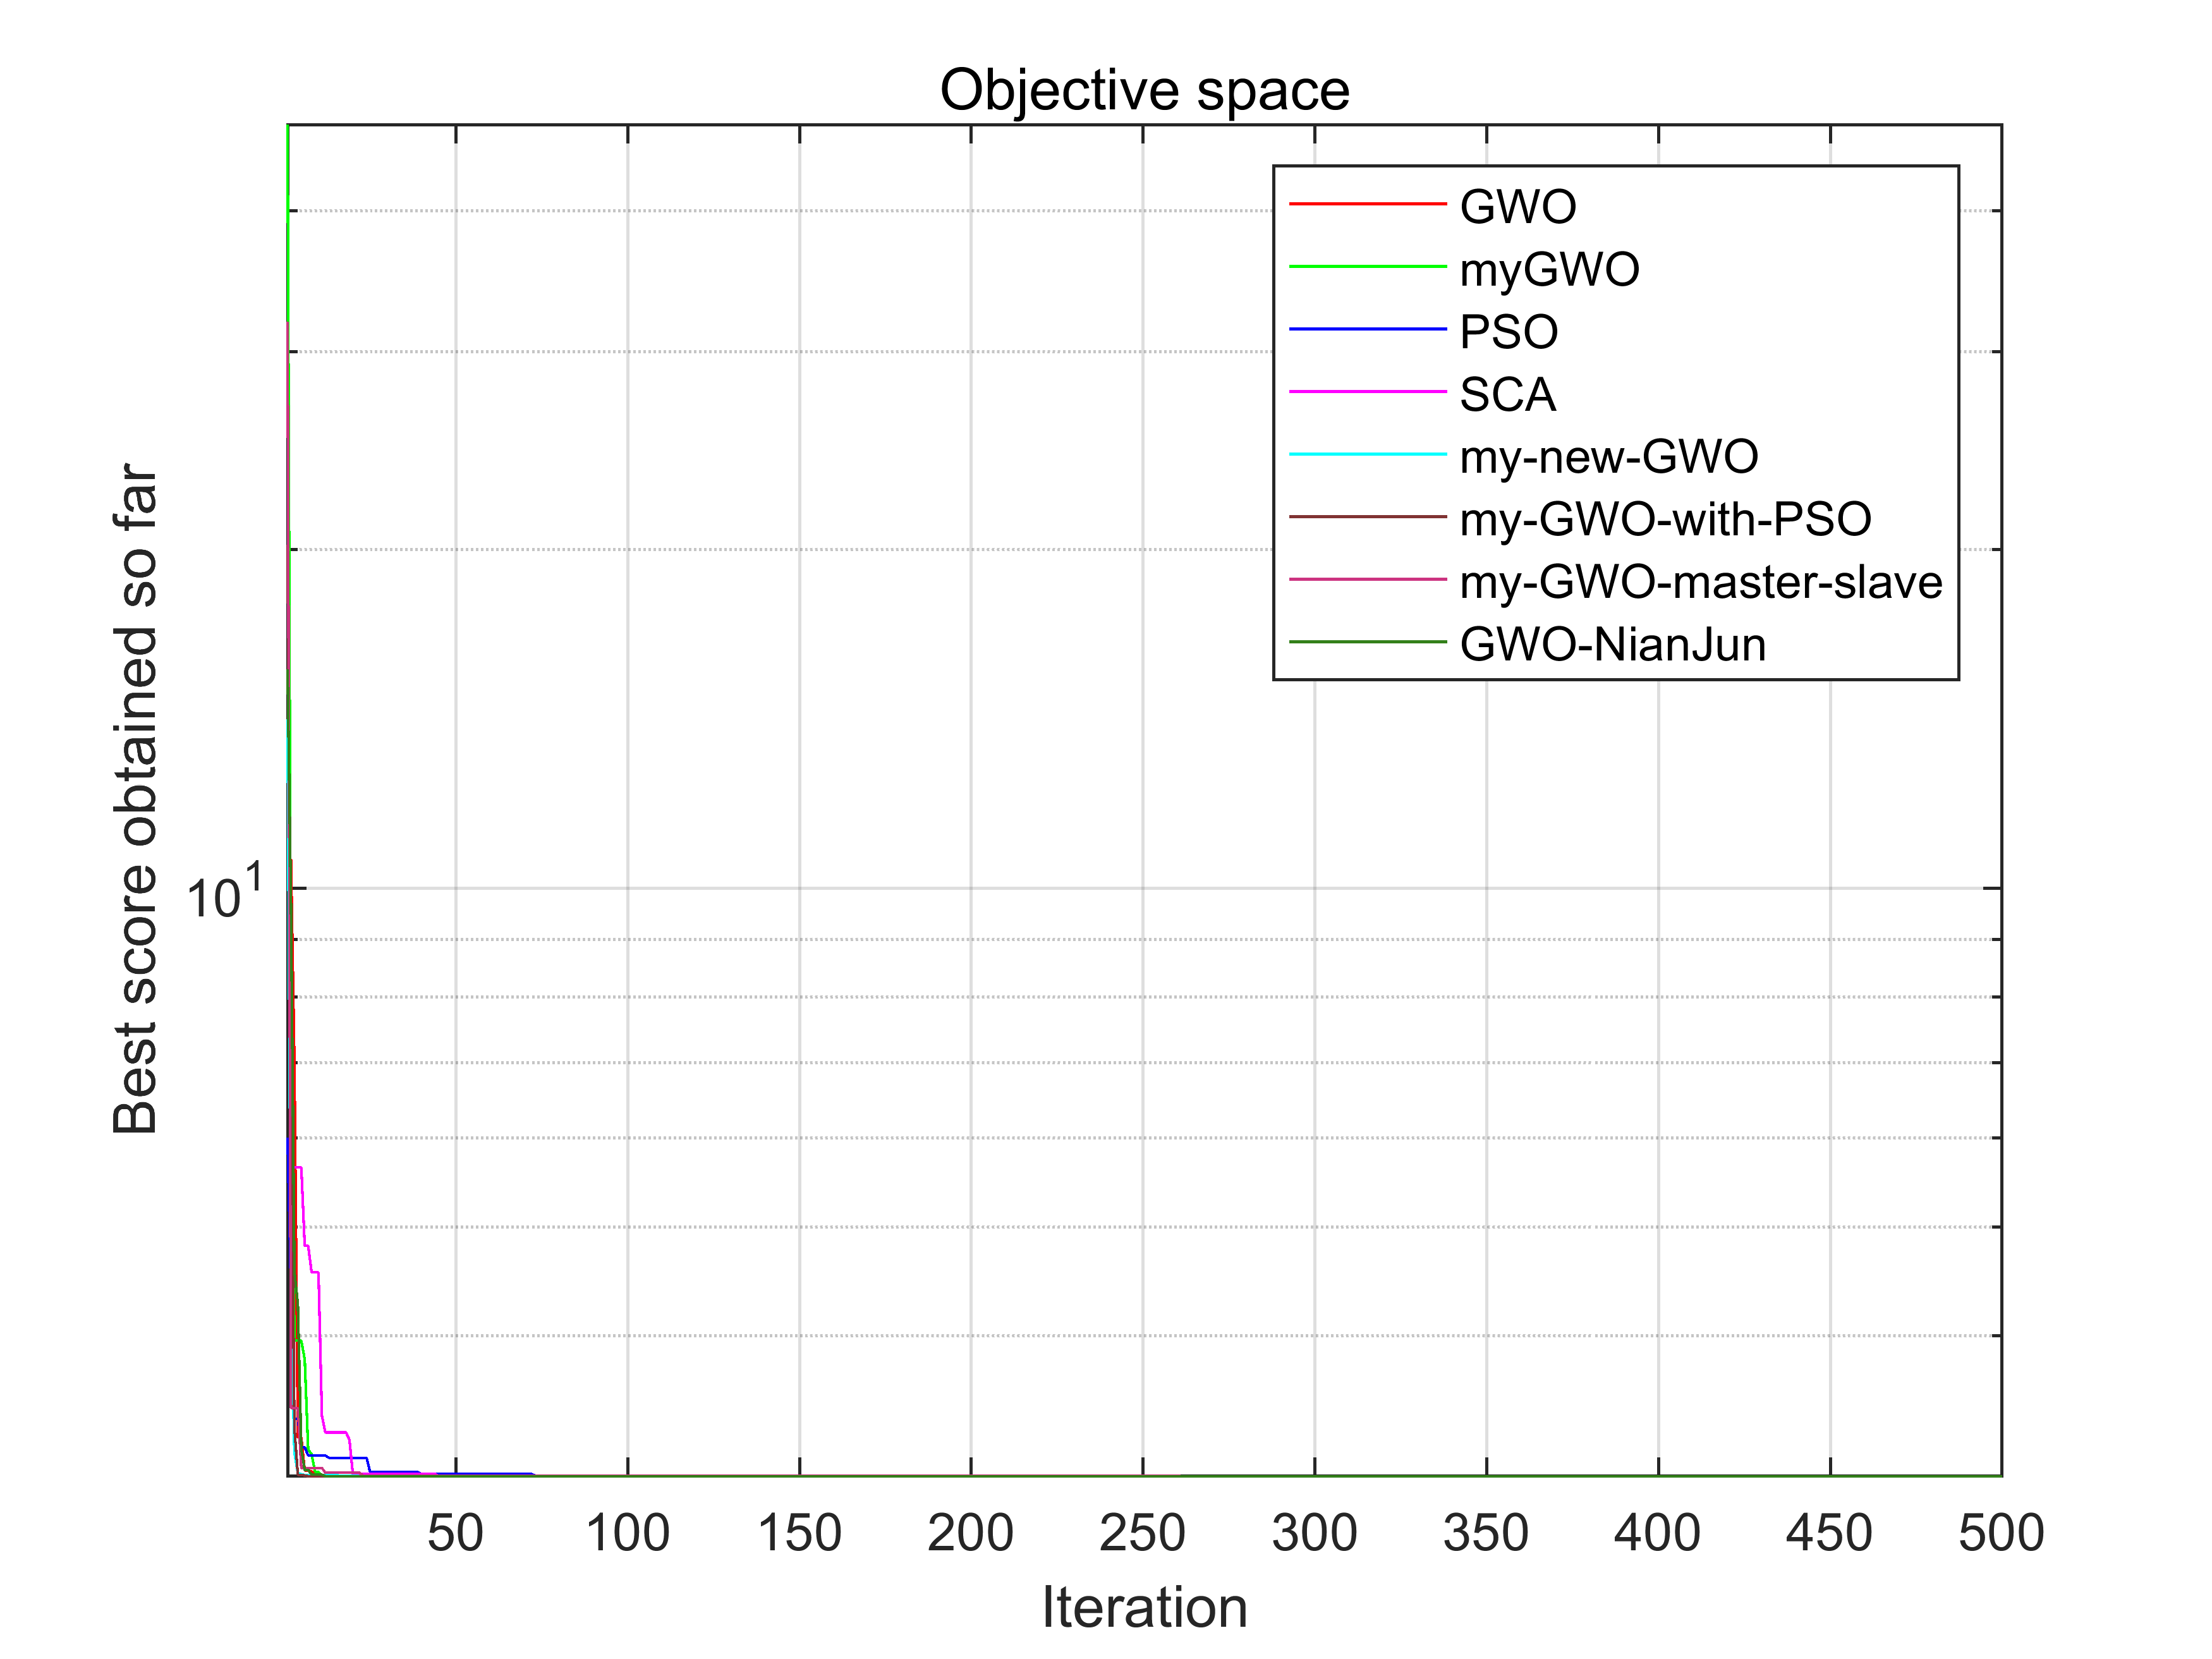 Objective space
Best score obtained so far
10^1
GWO
myGWO
PSO
SCA
my-new-GWO
my-GWO-with-PSO
my-GWO-master-slave
GWO-NianJun
50 100 150 200 250 300 350 400 450 500
Iteration